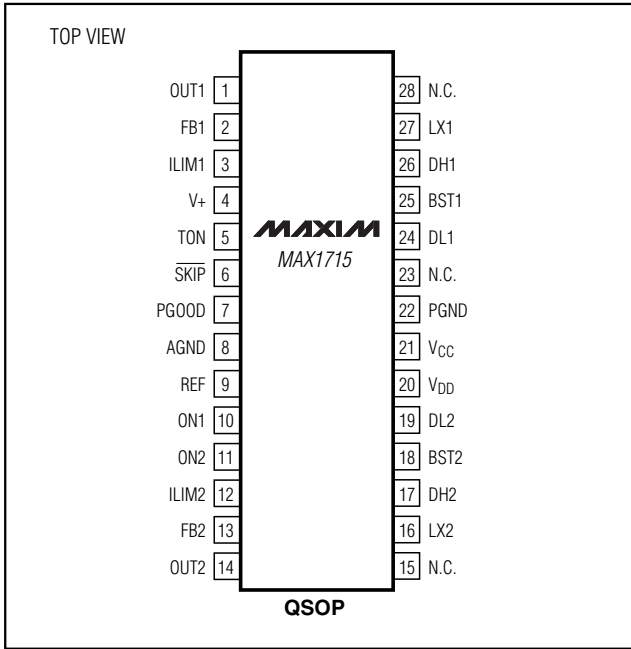 TOP VIEW
OUT1 1
FB1 2
ILIM1 3
V+ 4
TON 5
SKIP 6
PGOOD 7
AGND 8
REF 9
ON1 10
ON2 11
ILIM2 12
FB2 13
OUT2 14
MAXIM
MAX1715
28 N.C.
27 LX1
26 DH1
25 BST1
24 DL1
23 N.C.
22 PGND
21 VCC
20 VDD
19 DL2
18 BST2
17 DH2
16 LX2
15 N.C.
QSOP